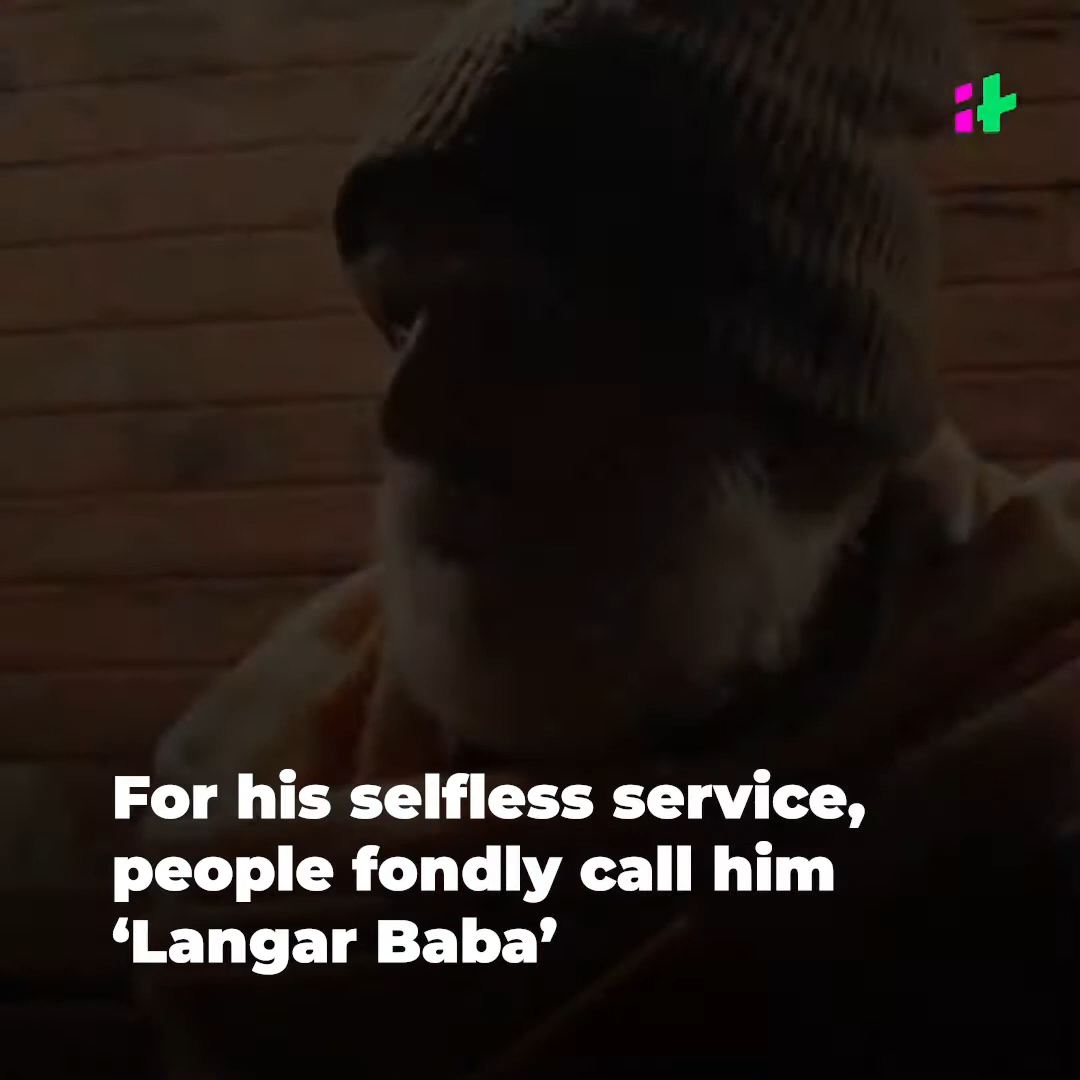 For his selfless service,
people fondly call him
‘Langar Baba’